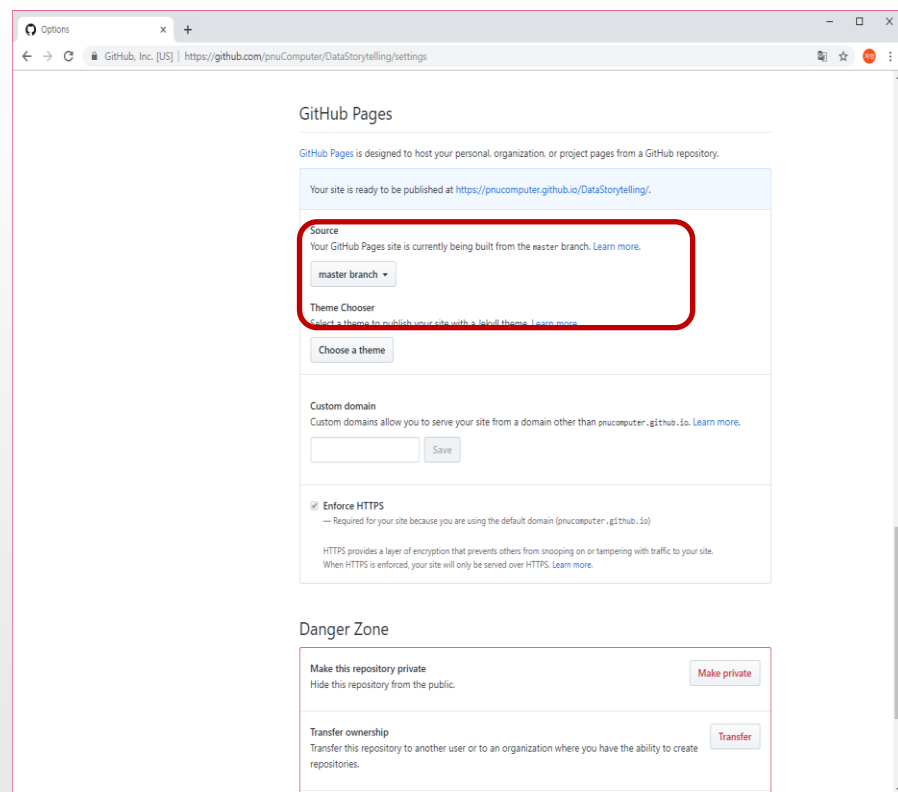 Options
GitHub, Inc. [US] | https://github.com/pnuComputer/DataStorytelling/settings
GitHub Pages
GitHub Pages is designed to host your personal, organization, or project pages from a GitHub repository.
Your site is ready to be published at https://pnucomputer.github.io/DataStorytelling/.
Source
Your GitHub Pages site is currently being built from the master branch. Learn more.
master branch
Theme Chooser
Select a theme to publish your site with a Jekyll theme. Learn more.
Choose a theme
Custom domain
Custom domains allow you to serve your site from a domain other than pnucomputer.github.io. Learn more.
Save
Enforce HTTPS
— Required for your site because you are using the default domain (pnucomputer.github.io)
HTTPS provides a layer of encryption that prevents others from snooping on or tampering with traffic to your site.
When HTTPS is enforced, your site will only be served over HTTPS. Learn more.
Danger Zone
Make this repository private
Hide this repository from the public.
Make private
Transfer ownership
Transfer this repository to another user or to an organization where you have the ability to create
repositories.
Transfer